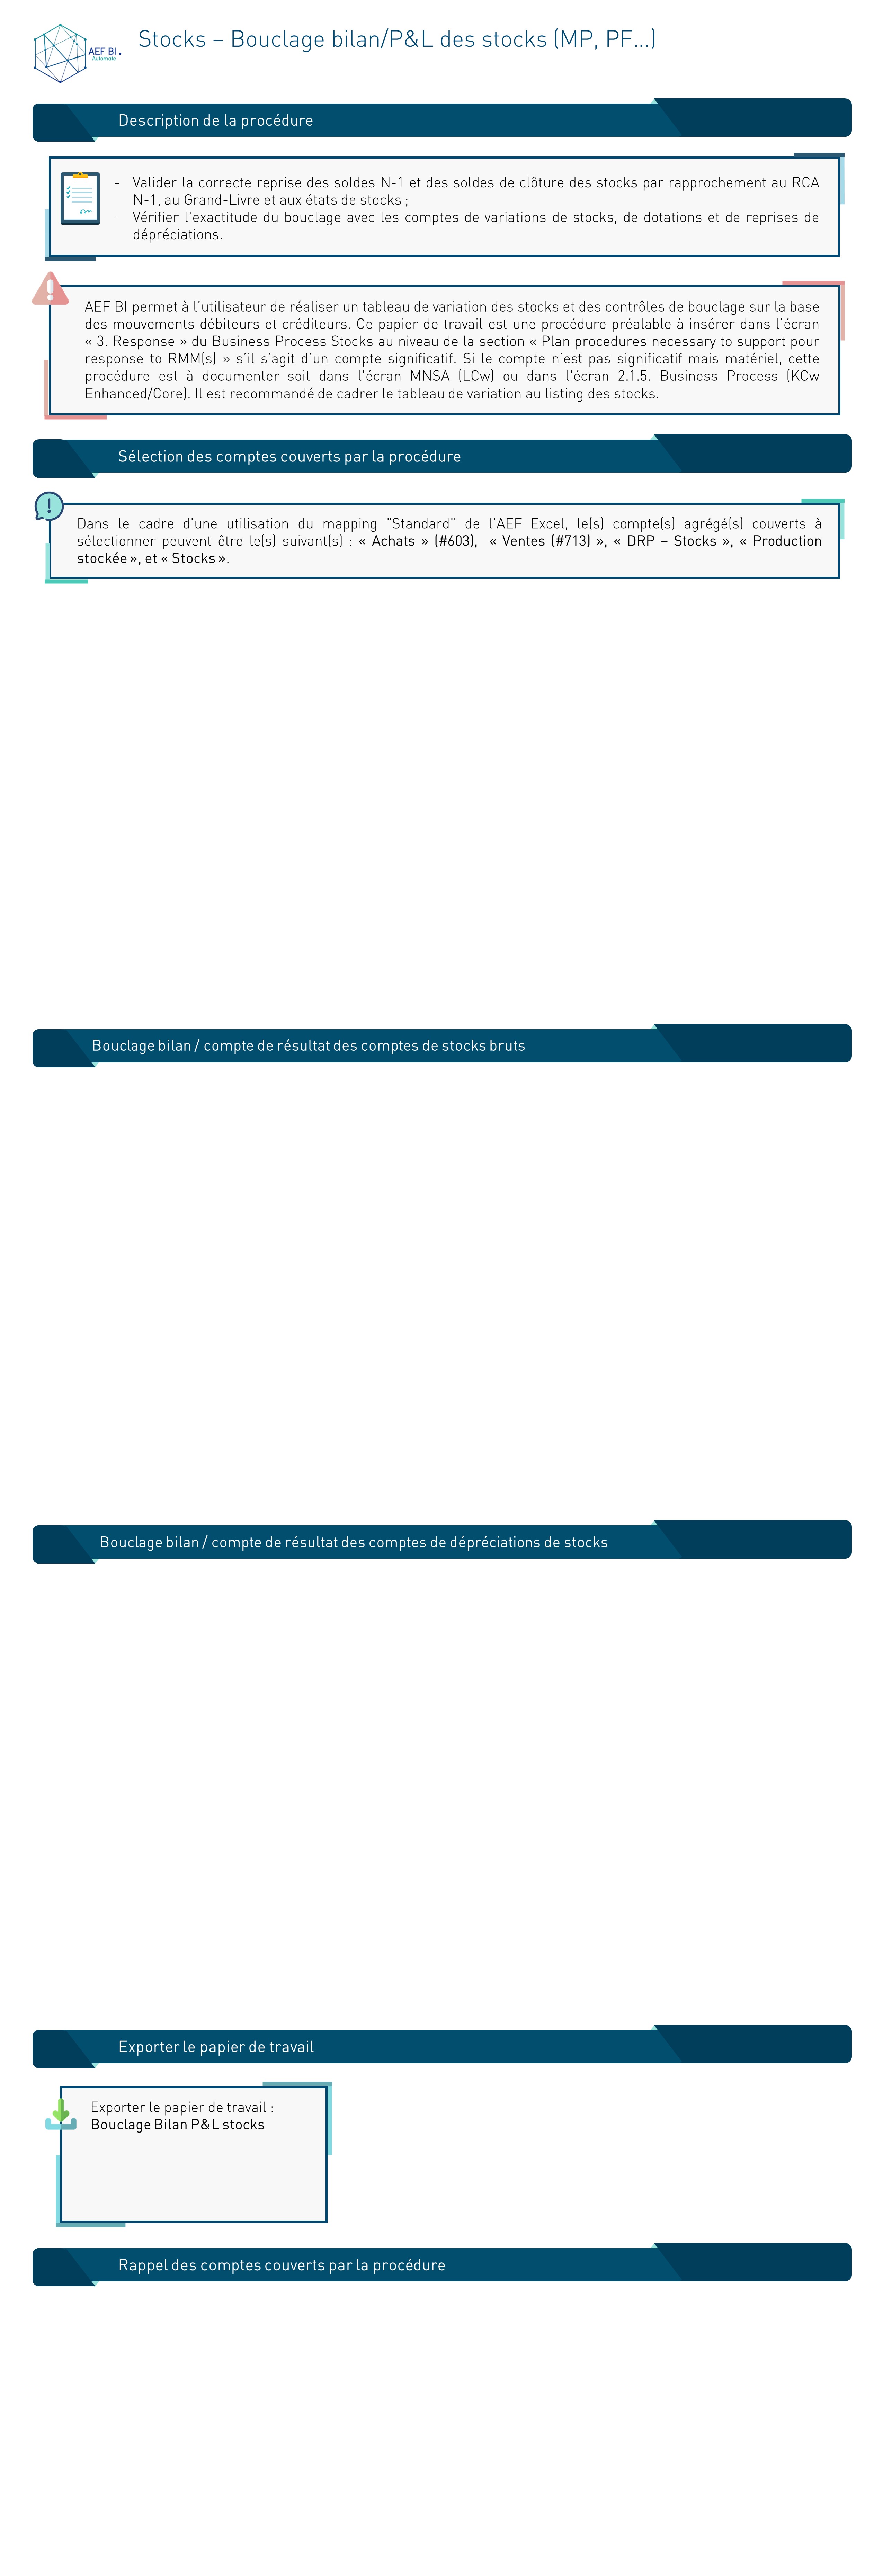 AEF BI.
Automate
Stocks – Bouclage bilan/P&L des stocks (MP, PF...)
Description de la procédure
- Valider la correcte reprise des soldes N-1 et des soldes de clôture des stocks par rapprochement au RCA
N-1, au Grand-Livre et aux états de stocks ;
- Vérifier l'exactitude du bouclage avec les comptes de variations de stocks, de dotations et de reprises de
dépréciations.
AEF BI permet à l'utilisateur de réaliser un tableau de variation des stocks et des contrôles de bouclage sur la base
des mouvements débiteurs et créditeurs. Ce papier de travail est une procédure préalable à insérer dans l'écran
« 3. Response » du Business Process Stocks au niveau de la section « Plan procedures necessary to support pour
response to RMM(s) » s'il s'agit d'un compte significatif. Si le compte n'est pas significatif mais matériel, cette
procédure est à documenter soit dans l'écran MNSA (LCw) ou dans l'écran 2.1.5. Business Process (KCw
Enhanced/Core). Il est recommandé de cadrer le tableau de variation au listing des stocks.
Sélection des comptes couverts par la procédure
Dans le cadre d'une utilisation du mapping "Standard" de l'AEF Excel, le(s) compte(s) agrégé(s) couverts à
sélectionner peuvent être le(s) suivant(s) : « Achats » (#603), « Ventes (#713) », « DRP – Stocks », « Production
stockée », et « Stocks ».
Bouclage bilan / compte de résultat des comptes de stocks bruts
Bouclage bilan / compte de résultat des comptes de dépréciations de stocks
Exporter le papier de travail
Exporter le papier de travail :
Bouclage Bilan P&L stocks
Rappel des comptes couverts par la procédure